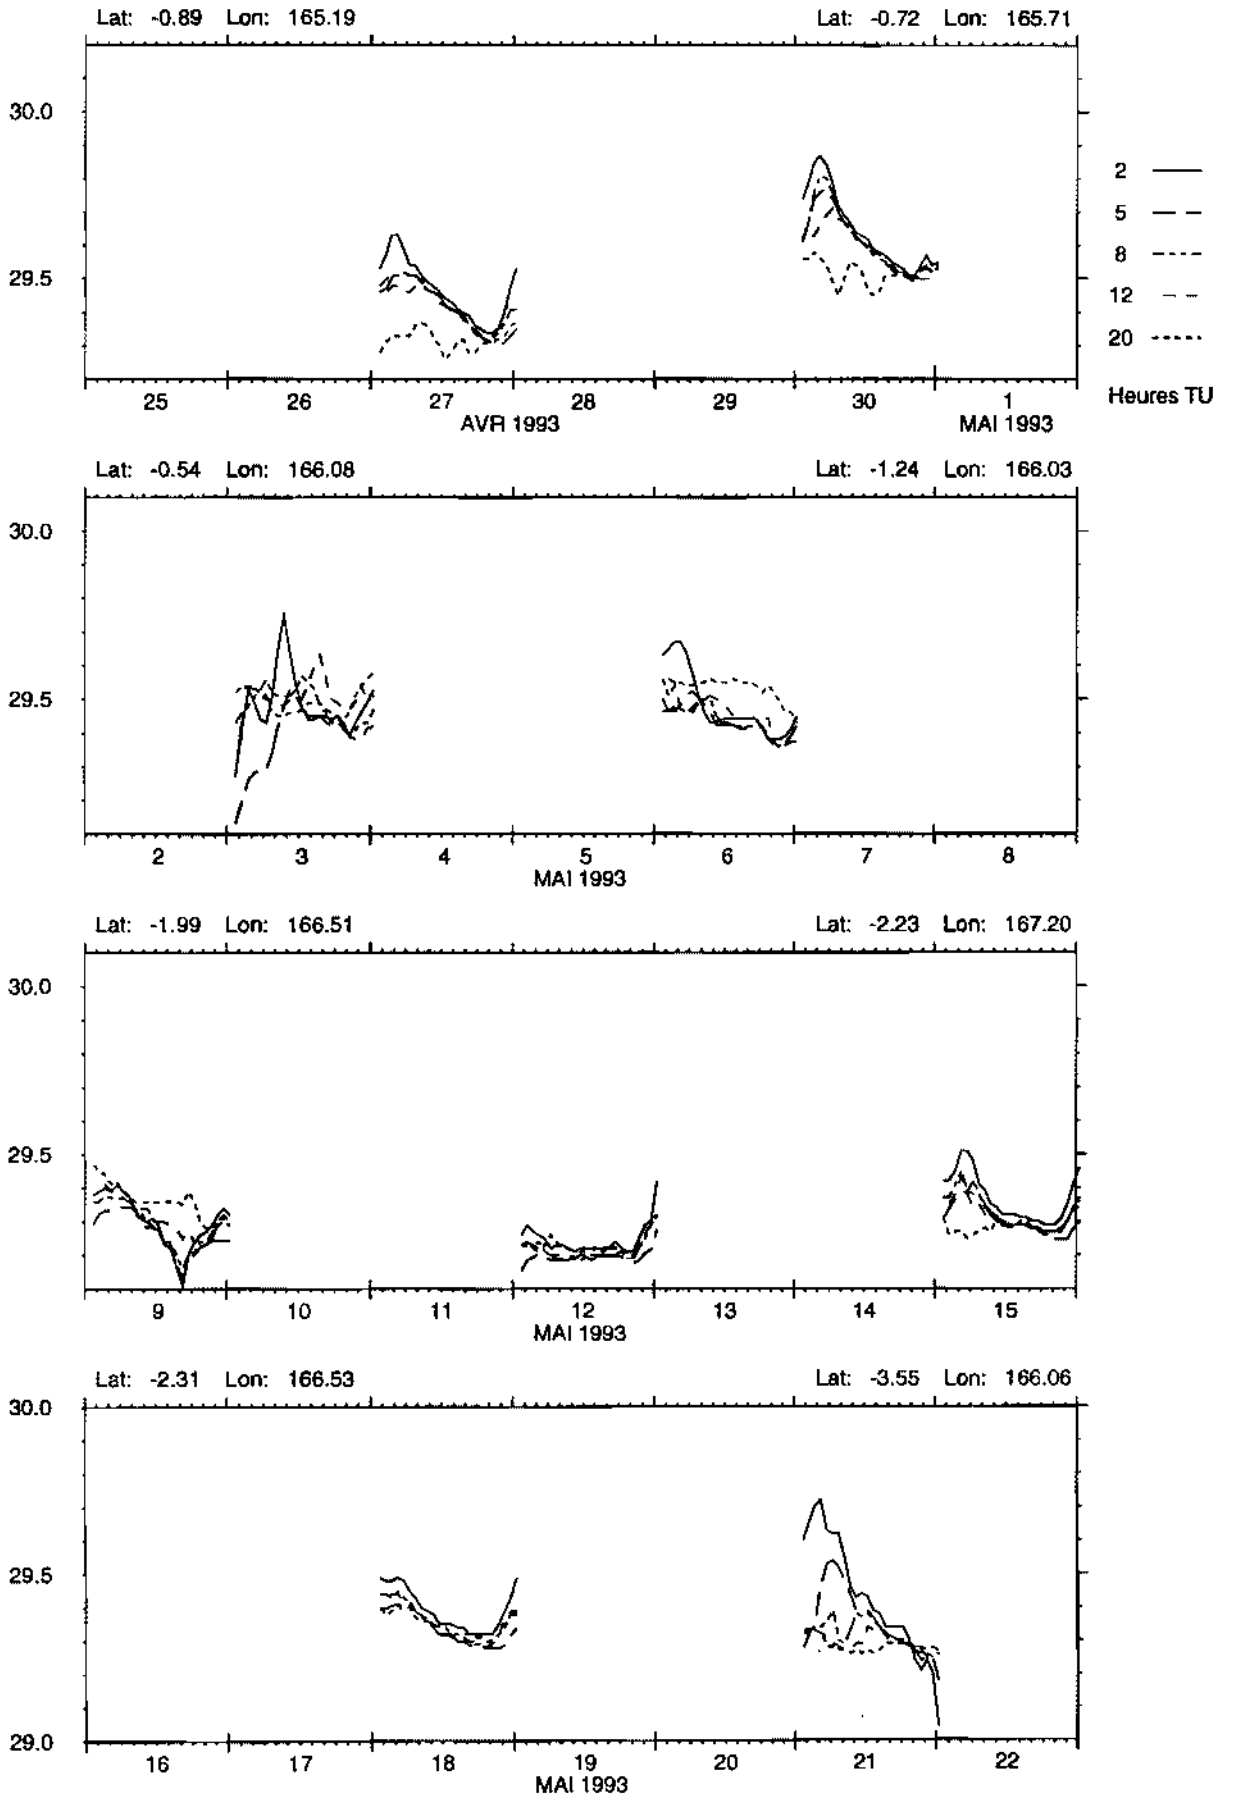 Lat: -0.89 Lon: 165.19 Lat: -0.72 Lon: 165.71
30.0
2
5
29.5
8
12
20
25 26 27 28 29 30 1
Heures TU
AVR 1993 MAI 1993
Lat: -0.54 Lon: 166.08 Lat: -1.24 Lon: 166.03
30.0
29.5
2 3 4 5 6 7 8
MAI 1993
Lat: -1.99 Lon: 166.51 Lat: -2.23 Lon: 167.20
30.0
29.5
9 10 11 12 13 14 15
MAI 1993
Lat: -2.31 Lon: 166.53 Lat: -3.55 Lon: 166.06
30.0
29.5
29.0
16 17 18 19 20 21 22
MAI 1993